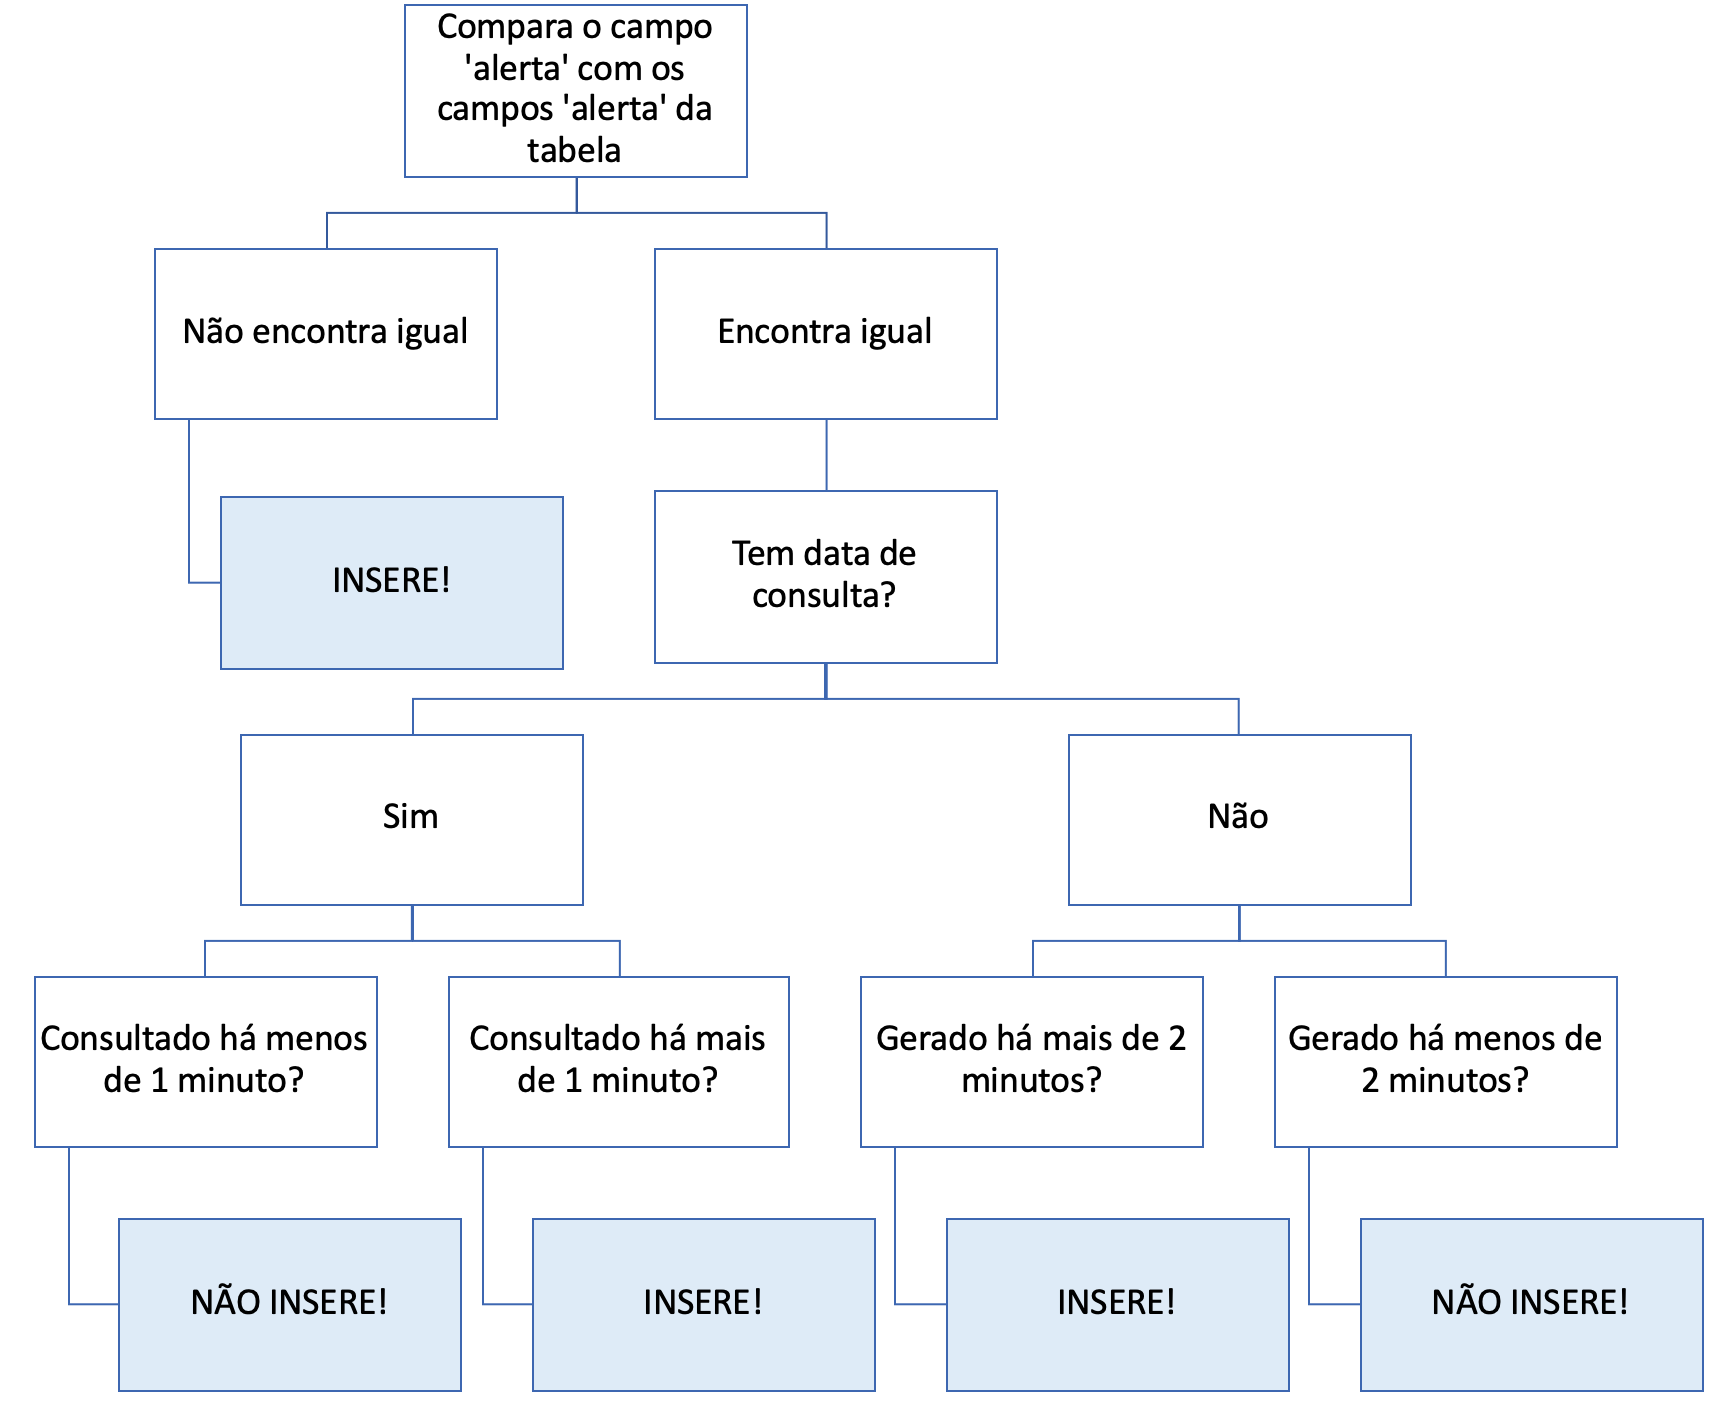 Compara o campo
'alerta' com os
campos 'alerta' da
tabela
Não encontra igual
Encontra igual
INSERE!
Tem data de
consulta?
Sim
Não
Consultado há menos
de 1 minuto?
Consultado há mais
de 1 minuto?
Gerado há mais de 2
minutos?
Gerado há menos de
2 minutos?
NÃO INSERE!
INSERE!
INSERE!
NÃO INSERE!